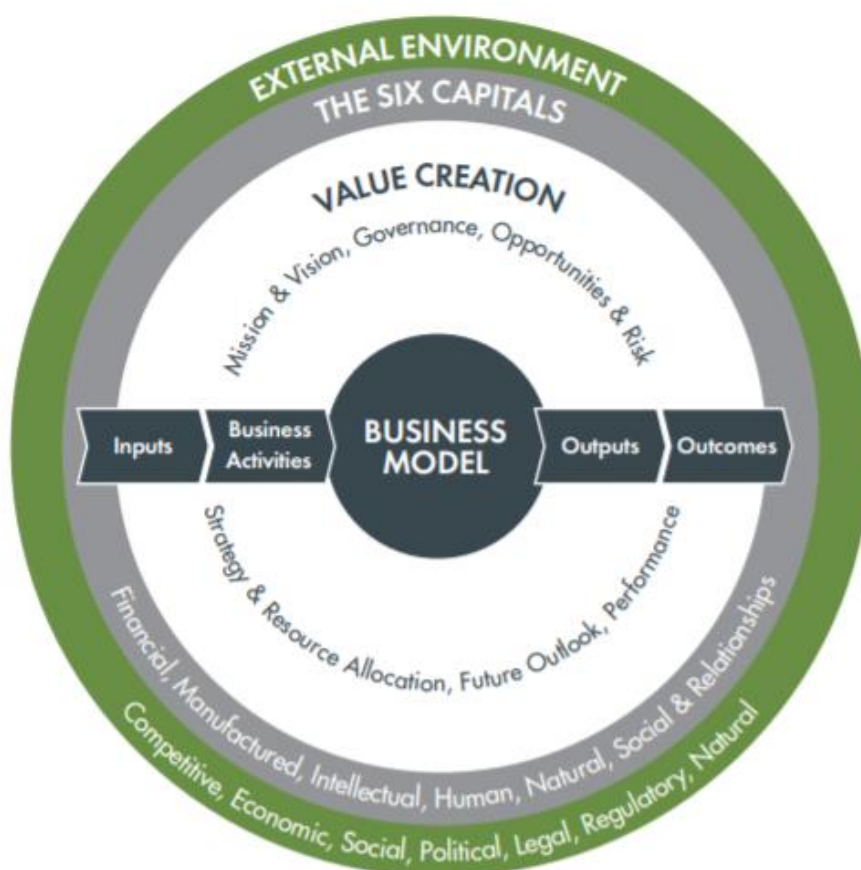 EXTERNAL ENVIRONMENT
THE SIX CAPITALS
VALUE CREATION
Mission & Vision, Governance, Opportunities & Risk
Inputs
Business
Activities
BUSINESS
MODEL
Outputs
Outcomes
Strategy & Resource Allocation, Future Outlook, Performance
Financial, Manufactured, Intellectual, Human, Natural, Social & Relationships
Competitive, Economic, Social, Political, Legal, Regulatory, Natural